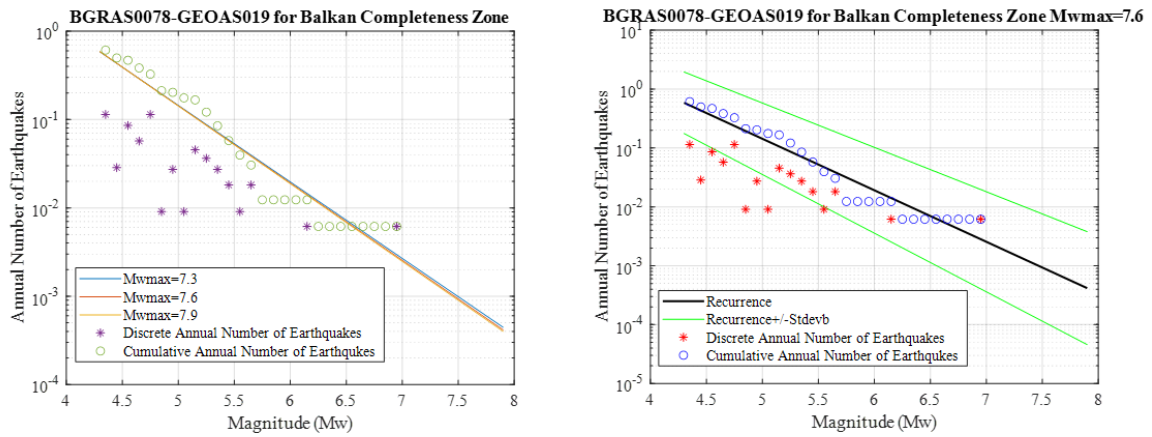 BGRAS0078-GEOAS019 for Balkan Completeness Zone
Annual Number of Earthquakes
10^0
10^-1
10^-2
10^-3
10^-4
Mwmax=7.3
Mwmax=7.6
Mwmax=7.9
Discrete Annual Number of Earthquakes
Cumulative Annual Number of Earthqukes
4 4.5 5 5.5 6 6.5 7 7.5 8
Magnitude (Mw)
BGRAS0078-GEOAS019 for Balkan Completeness Zone Mwmax=7.6
Annual Number of Earthquakes
10^1
10^0
10^-1
10^-2
10^-3
10^-4
10^-5
Recurrence
Recurrence+/-Stdevb
Discrete Annual Number of Earthquakes
Cumulative Annual Number of Earthqukes
4 4.5 5 5.5 6 6.5 7 7.5 8
Magnitude (Mw)